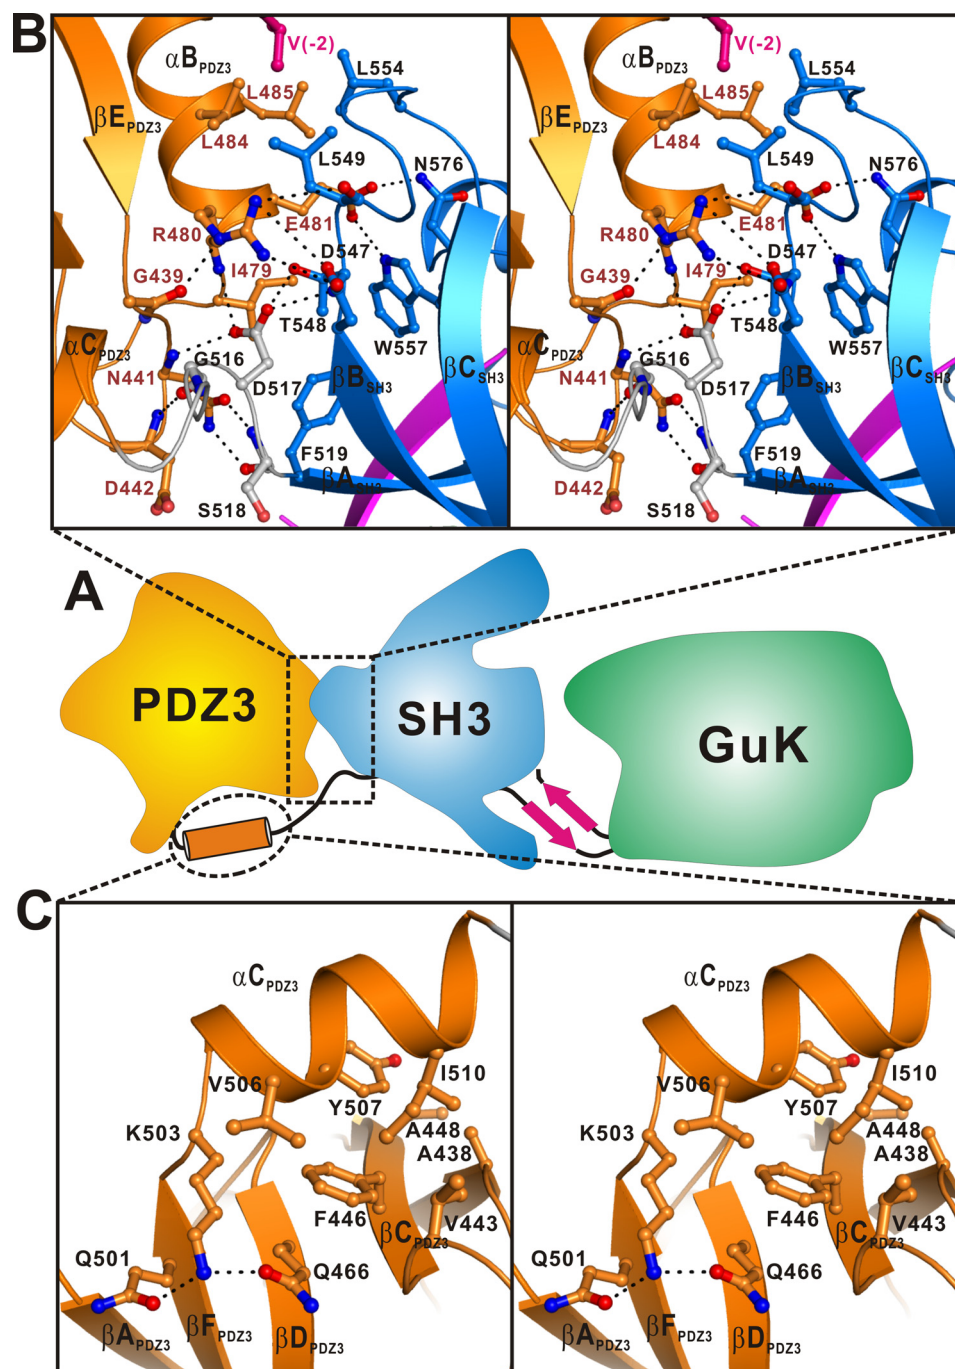 B
V(-2)
αB PDZ3
L554
L485
βE PDZ3
L484
L549
N576
E481
R480
D547
G439
I479
T548
αC PDZ3
G516
W557
N441
D517
βB SH3
βC SH3
F519
βA SH3
D442
S518
V(-2)
αB PDZ3
L554
L485
βE PDZ3
L484
L549
N576
E481
R480
D547
G439
I479
T548
αC PDZ3
G516
W557
N441
D517
βB SH3
βC SH3
F519
βA SH3
D442
S518
A
PDZ3
SH3
GuK
C
αC PDZ3
I510
V506
Y507
K503
A448
A438
F446
V443
βC PDZ3
Q501
Q466
βA PDZ3
βF PDZ3
βD PDZ3
αC PDZ3
I510
V506
Y507
K503
A448
A438
F446
V443
βC PDZ3
Q501
Q466
βA PDZ3
βF PDZ3
βD PDZ3